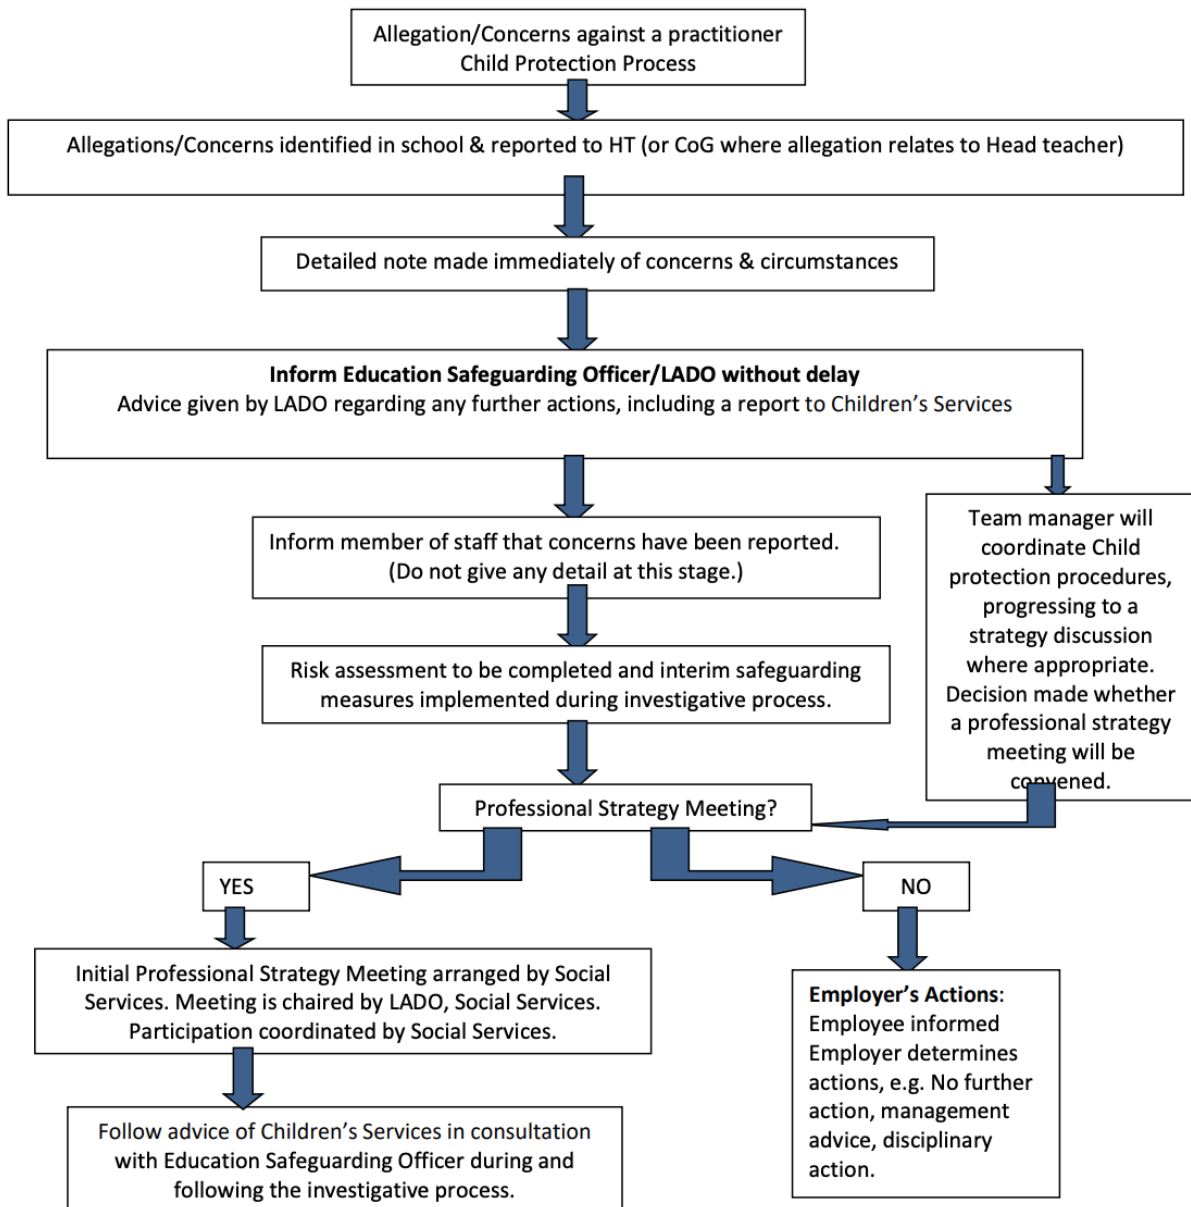 Allegation/Concerns against a practitioner
Child Protection Process
Allegations/Concerns identified in school & reported to HT (or CoG where allegation relates to Head teacher)
Detailed note made immediately of concerns & circumstances
Inform Education Safeguarding Officer/LADO without delay
Advice given by LADO regarding any further actions, including a report to Children’s Services
Inform member of staff that concerns have been reported.
(Do not give any detail at this stage.)
Risk assessment to be completed and interim safeguarding
measures implemented during investigative process.
Team manager will
coordinate Child
protection procedures,
progressing to a
strategy discussion
where appropriate.
Decision made whether
a professional strategy
meeting will be
convened.
Professional Strategy Meeting?
YES
NO
Initial Professional Strategy Meeting arranged by Social
Services. Meeting is chaired by LADO, Social Services.
Participation coordinated by Social Services.
Employer’s Actions:
Employee informed
Employer determines
actions, e.g. No further
action, management
advice, disciplinary
action.
Follow advice of Children’s Services in consultation
with Education Safeguarding Officer during and
following the investigative process.